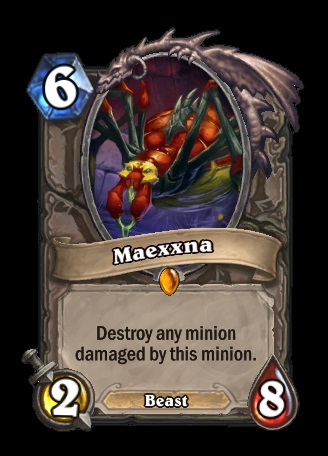 6
Maexxna
Destroy any minion
damaged by this minion.
2
Beast
8